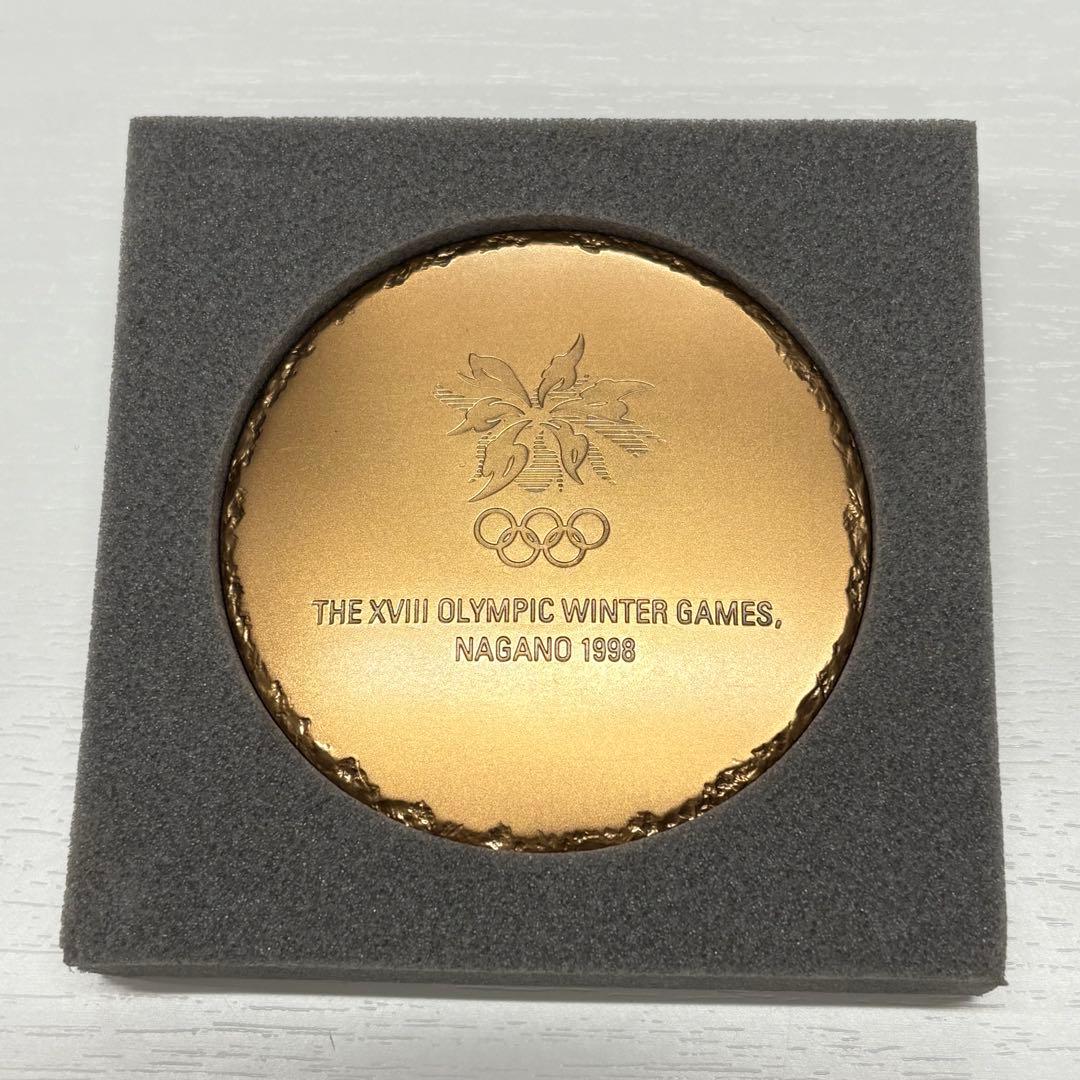 THE XVIII OLYMPIC WINTER GAMES,
NAGANO 1998